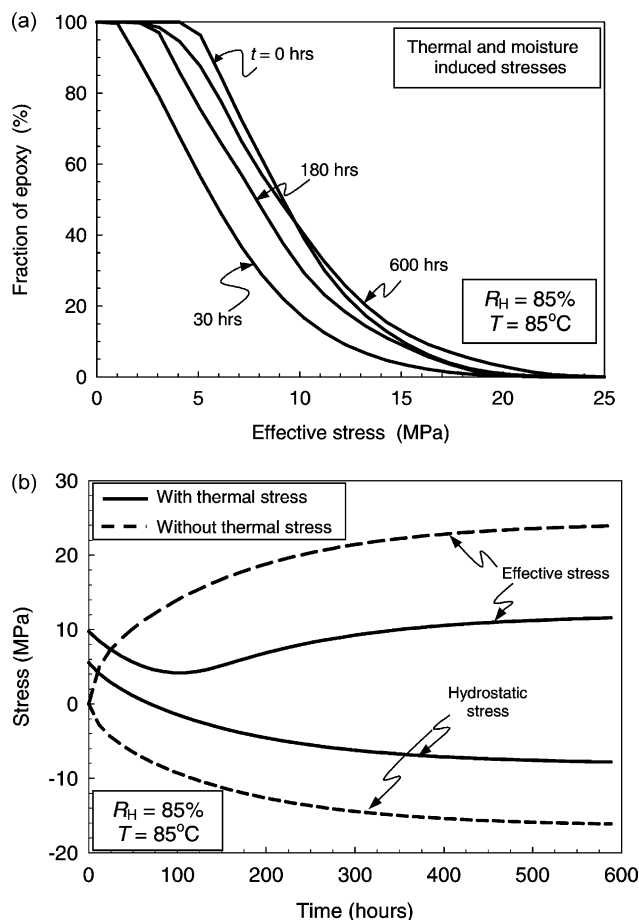 (a)
100
80
60
40
20
0
Fraction of epoxy (%)
t = 0 hrs
Thermal and moisture
induced stresses
180 hrs
600 hrs
30 hrs
RH = 85%
T = 85°C
0 5 10 15 20 25
Effective stress (MPa)
(b)
30
20
10
0
-10
-20
Stress (MPa)
With thermal stress
Without thermal stress
Effective stress
Hydrostatic
stress
RH = 85%
T = 85°C
0 100 200 300 400 500 600
Time (hours)